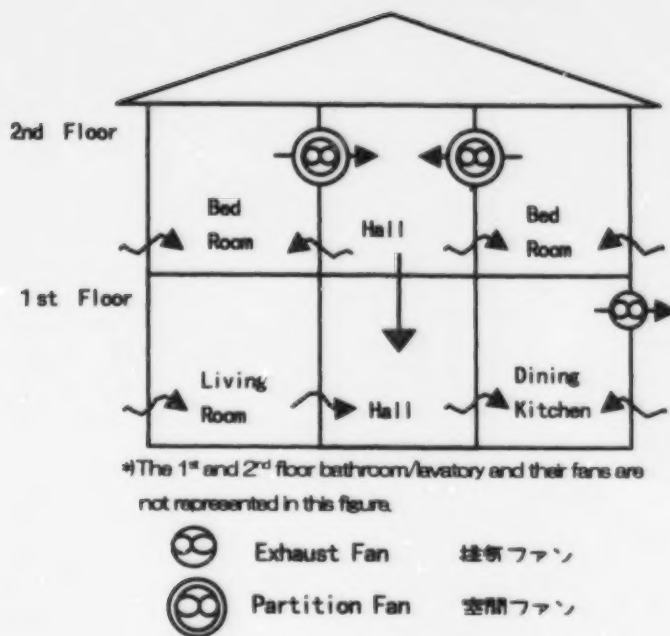 2nd Floor
Bed
Room
Hall
Bed
Room
1st Floor
Living
Room
Hall
Dining
Kitchen
*)The 1st and 2nd floor bathroom/lavatory and their fans are
not represented in this figure.
Exhaust Fan 排気ファン
Partition Fan 室間ファン